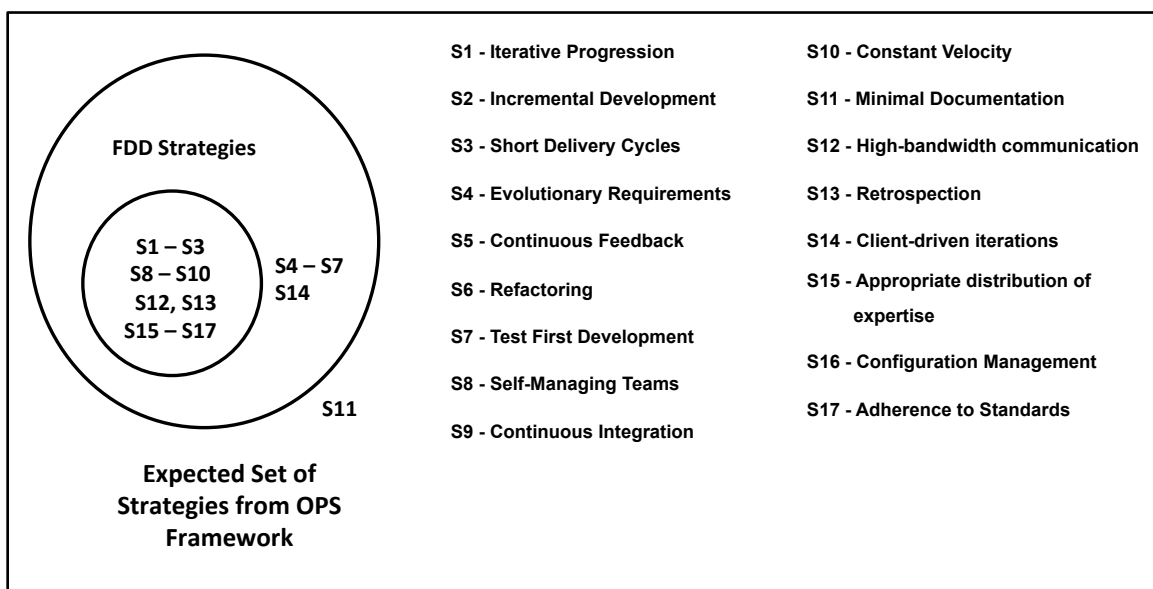 FDD Strategies
S1 – S3
S8 – S10
S12, S13
S15 – S17
S4 – S7
S14
S11
Expected Set of
Strategies from OPS
Framework
S1 - Iterative Progression
S2 - Incremental Development
S3 - Short Delivery Cycles
S4 - Evolutionary Requirements
S5 - Continuous Feedback
S6 - Refactoring
S7 - Test First Development
S8 - Self-Managing Teams
S9 - Continuous Integration
S10 - Constant Velocity
S11 - Minimal Documentation
S12 - High-bandwidth communication
S13 - Retrospection
S14 - Client-driven iterations
S15 - Appropriate distribution of
expertise
S16 - Configuration Management
S17 - Adherence to Standards